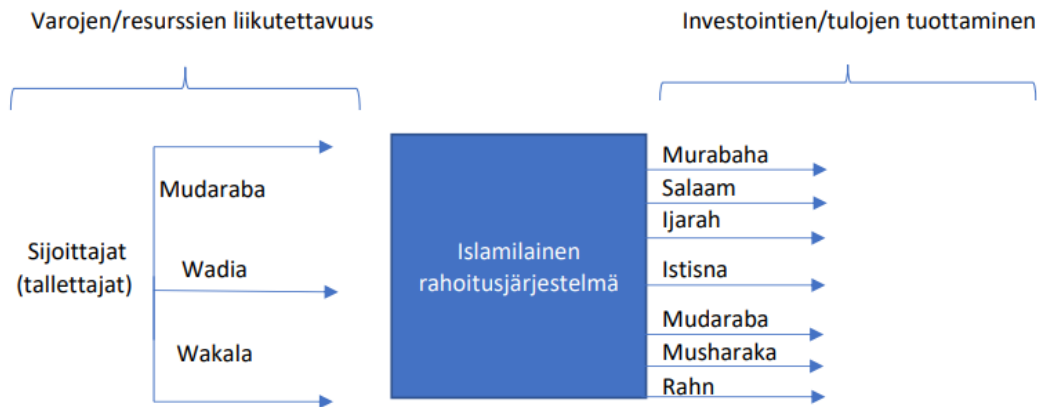 Varojen/resurssien liikutettavuus
Investointien/tulojen tuottaminen
Mudaraba
Sijoittajat
(tallettajat)
Wadia
Wakala
Islamilainen
rahoitusjärjestelmä
Murabaha
Salaam
Ijarah
Istisna
Mudaraba
Musharaka
Rahn